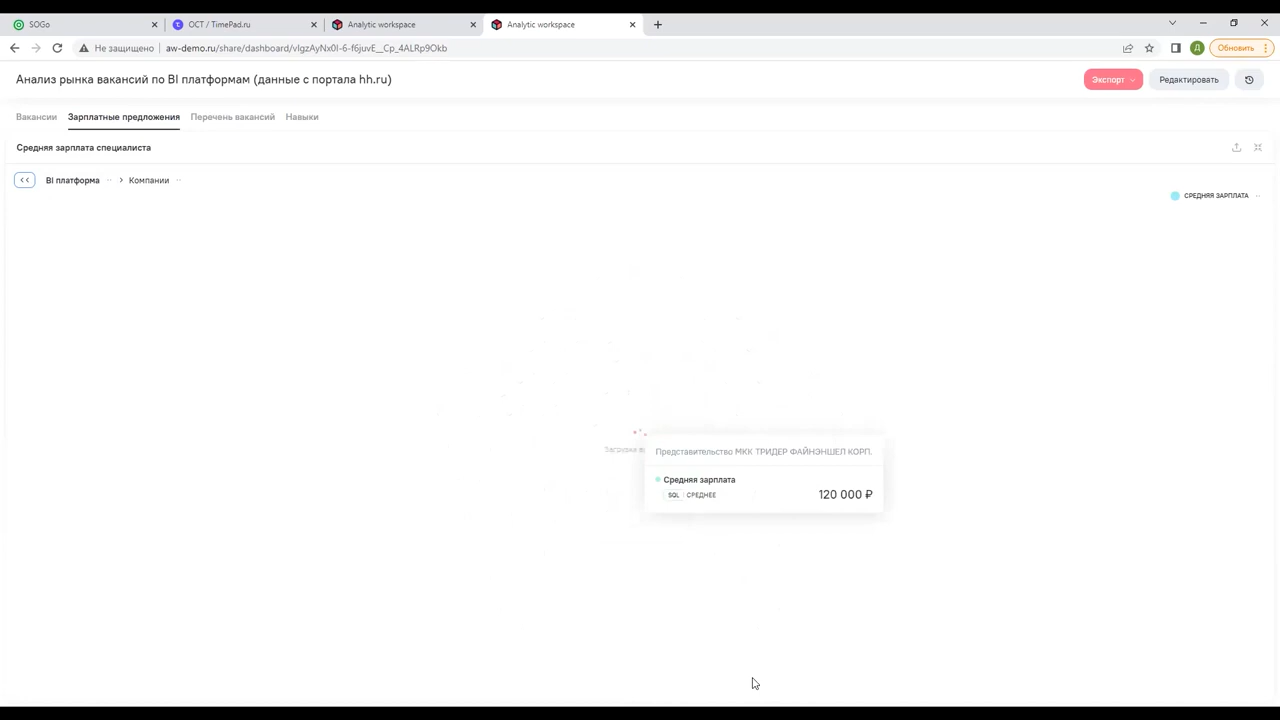 SOGo
ОСТ / TimePad.ru
Analytic workspace
Analytic workspace
Не защищено
aw-demo.ru/share/dashboard/vIgzAyNx0I-6-f6juvE__Cp_4ALRp9Okb
Д
Обновить
Анализ рынка вакансий по BI платформам (данные с портала hh.ru)
Экспорт
Редактировать
Вакансии
Зарплатные предложения
Перечень вакансий
Навыки
Средняя зарплата специалиста
BI платформа
Компании
СРЕДНЯЯ ЗАРПЛАТА
Загрузка
Представительство МКК ТРИДЕР ФАЙНЭНШЕЛ КОРП.
Средняя зарплата
SQL СРЕДНЕЕ
120 000 ₽